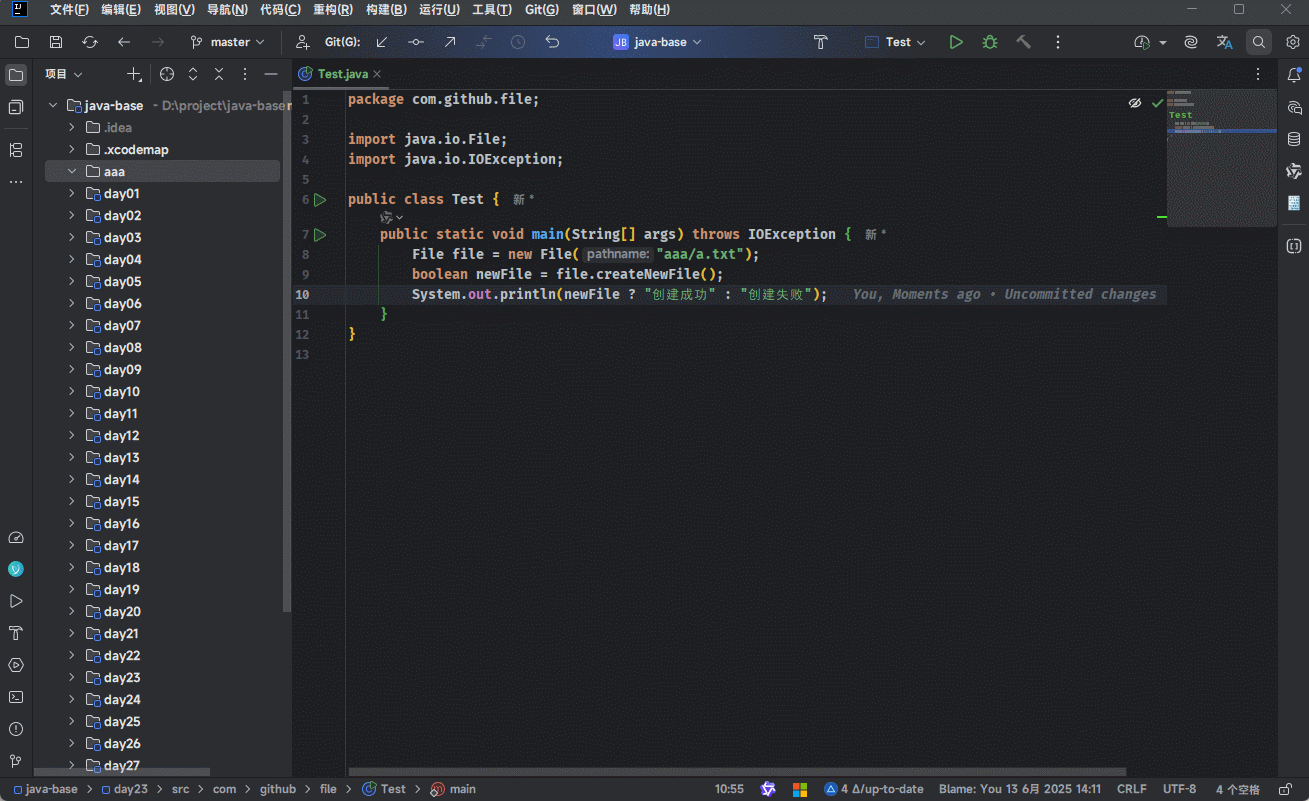 文件(F) 编辑(E) 视图(V) 导航(N) 代码(C) 重构(R) 构建(B) 运行(U) 工具(T) Git(G) 窗口(W) 帮助(H)
master Git(G): JB java-base Test
项目
Test.java
java-base - D:\project\java-base
.idea
.xcodemap
aaa
day01
day02
day03
day04
day05
day06
day07
day08
day09
day10
day11
day12
day13
day14
day15
day16
day17
day18
day19
day20
day21
day22
day23
day24
day25
day26
day27
1 package com.github.file;
2
3 import java.io.File;
4 import java.io.IOException;
5
6 public class Test { 新 *
7 public static void main(String[] args) throws IOException { 新 *
8 File file = new File( pathname: "aaa/a.txt");
9 boolean newFile = file.createNewFile();
10 System.out.println(newFile ? "创建成功" : "创建失败"); You, Moments ago • Uncommitted changes
11 }
12 }
13
Test
java-base > day23 > src > com > github > file > Test > main
10:55 4 Δ/up-to-date Blame: You 13 6月 2025 14:11 CRLF UTF-8 4 个空格